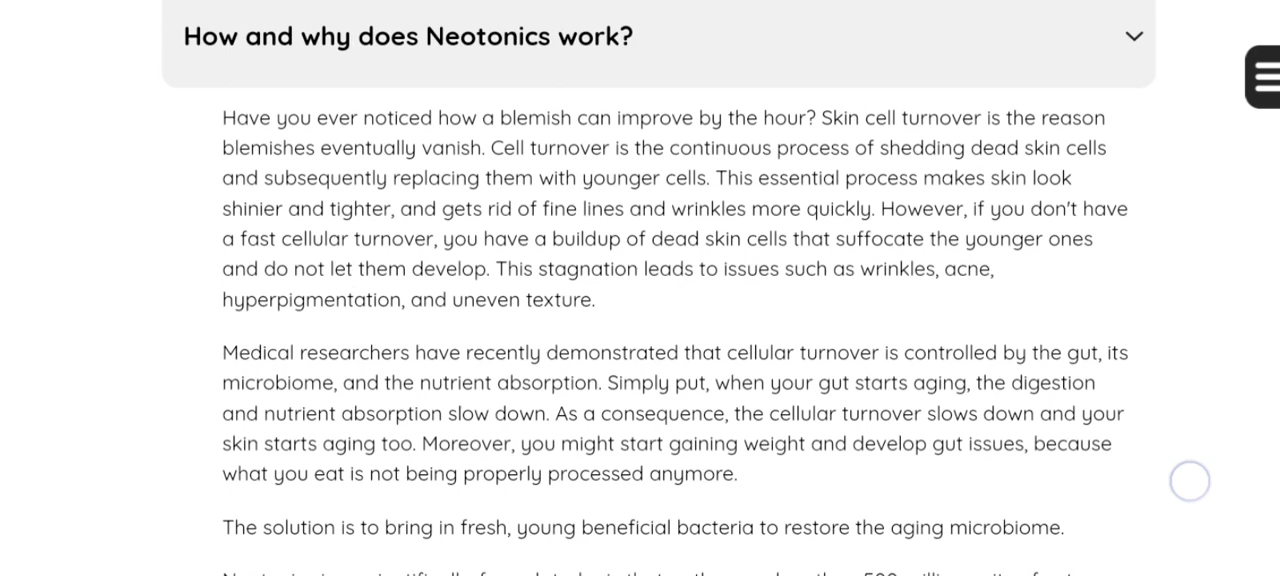 How and why does Neotonics work?
Have you ever noticed how a blemish can improve by the hour? Skin cell turnover is the reason
blemishes eventually vanish. Cell turnover is the continuous process of shedding dead skin cells
and subsequently replacing them with younger cells. This essential process makes skin look
shinier and tighter, and gets rid of fine lines and wrinkles more quickly. However, if you don't have
a fast cellular turnover, you have a buildup of dead skin cells that suffocate the younger ones
and do not let them develop. This stagnation leads to issues such as wrinkles, acne,
hyperpigmentation, and uneven texture.
Medical researchers have recently demonstrated that cellular turnover is controlled by the gut, its
microbiome, and the nutrient absorption. Simply put, when your gut starts aging, the digestion
and nutrient absorption slow down. As a consequence, the cellular turnover slows down and your
skin starts aging too. Moreover, you might start gaining weight and develop gut issues, because
what you eat is not being properly processed anymore.
The solution is to bring in fresh, young beneficial bacteria to restore the aging microbiome.